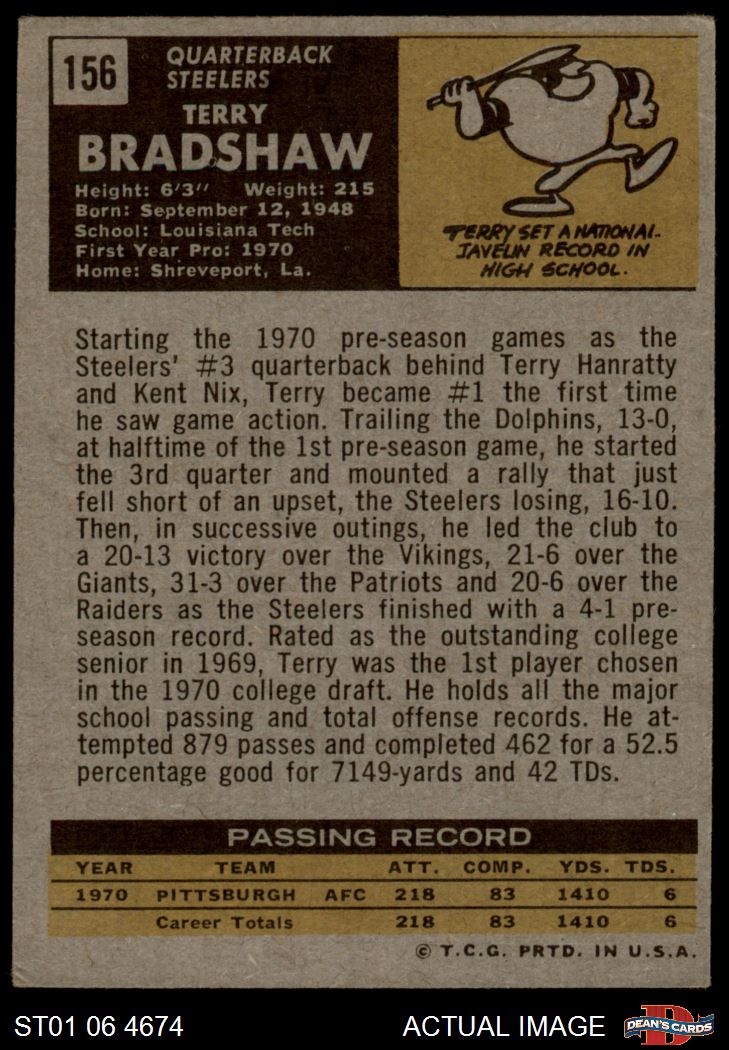 156
QUARTERBACK
STEELERS
TERRY
BRADSHAW
Height: 6'3" Weight: 215
Born: September 12, 1948
School: Louisiana Tech
First Year Pro: 1970
Home: Shreveport, La.
TERRY SET A NATIONAL
JAVELIN RECORD IN
HIGH SCHOOL.
Starting the 1970 pre-season games as the
Steelers' #3 quarterback behind Terry Hanratty
and Kent Nix, Terry became #1 the first time
he saw game action. Trailing the Dolphins, 13-0,
at halftime of the 1st pre-season game, he started
the 3rd quarter and mounted a rally that just
fell short of an upset, the Steelers losing, 16-10.
Then, in successive outings, he led the club to
a 20-13 victory over the Vikings, 21-6 over the
Giants, 31-3 over the Patriots and 20-6 over the
Raiders as the Steelers finished with a 4-1 pre-
season record. Rated as the outstanding college
senior in 1969, Terry was the 1st player chosen
in the 1970 college draft. He holds all the major
school passing and total offense records. He at-
tempted 879 passes and completed 462 for a 52.5
percentage good for 7149-yards and 42 TDs.
PASSING RECORD
YEAR TEAM ATT. COMP. YDS. TDS.
1970 PITTSBURGH AFC 218 83 1410 6
Career Totals 218 83 1410 6
© T.C.G. PRTD. IN U.S.A.
ST01 06 4674 ACTUAL IMAGE DEAN'S CARDS